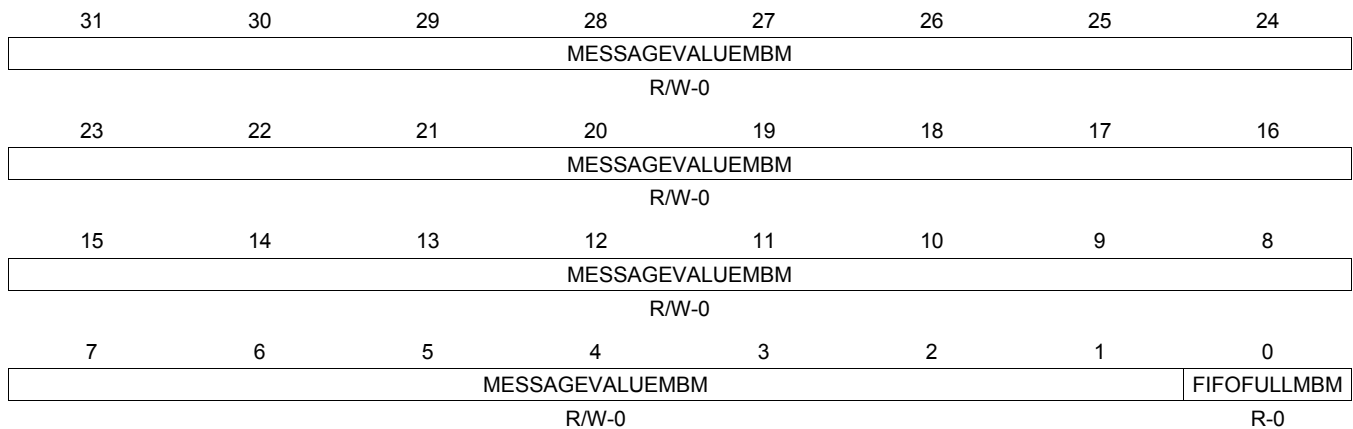 31 30 29 28 27 26 25 24
MESSAGEVALUEMBM
R/W-0
23 22 21 20 19 18 17 16
MESSAGEVALUEMBM
R/W-0
15 14 13 12 11 10 9 8
MESSAGEVALUEMBM
R/W-0
7 6 5 4 3 2 1 0
MESSAGEVALUEMBM FIFOFULLMBM
R/W-0 R-0